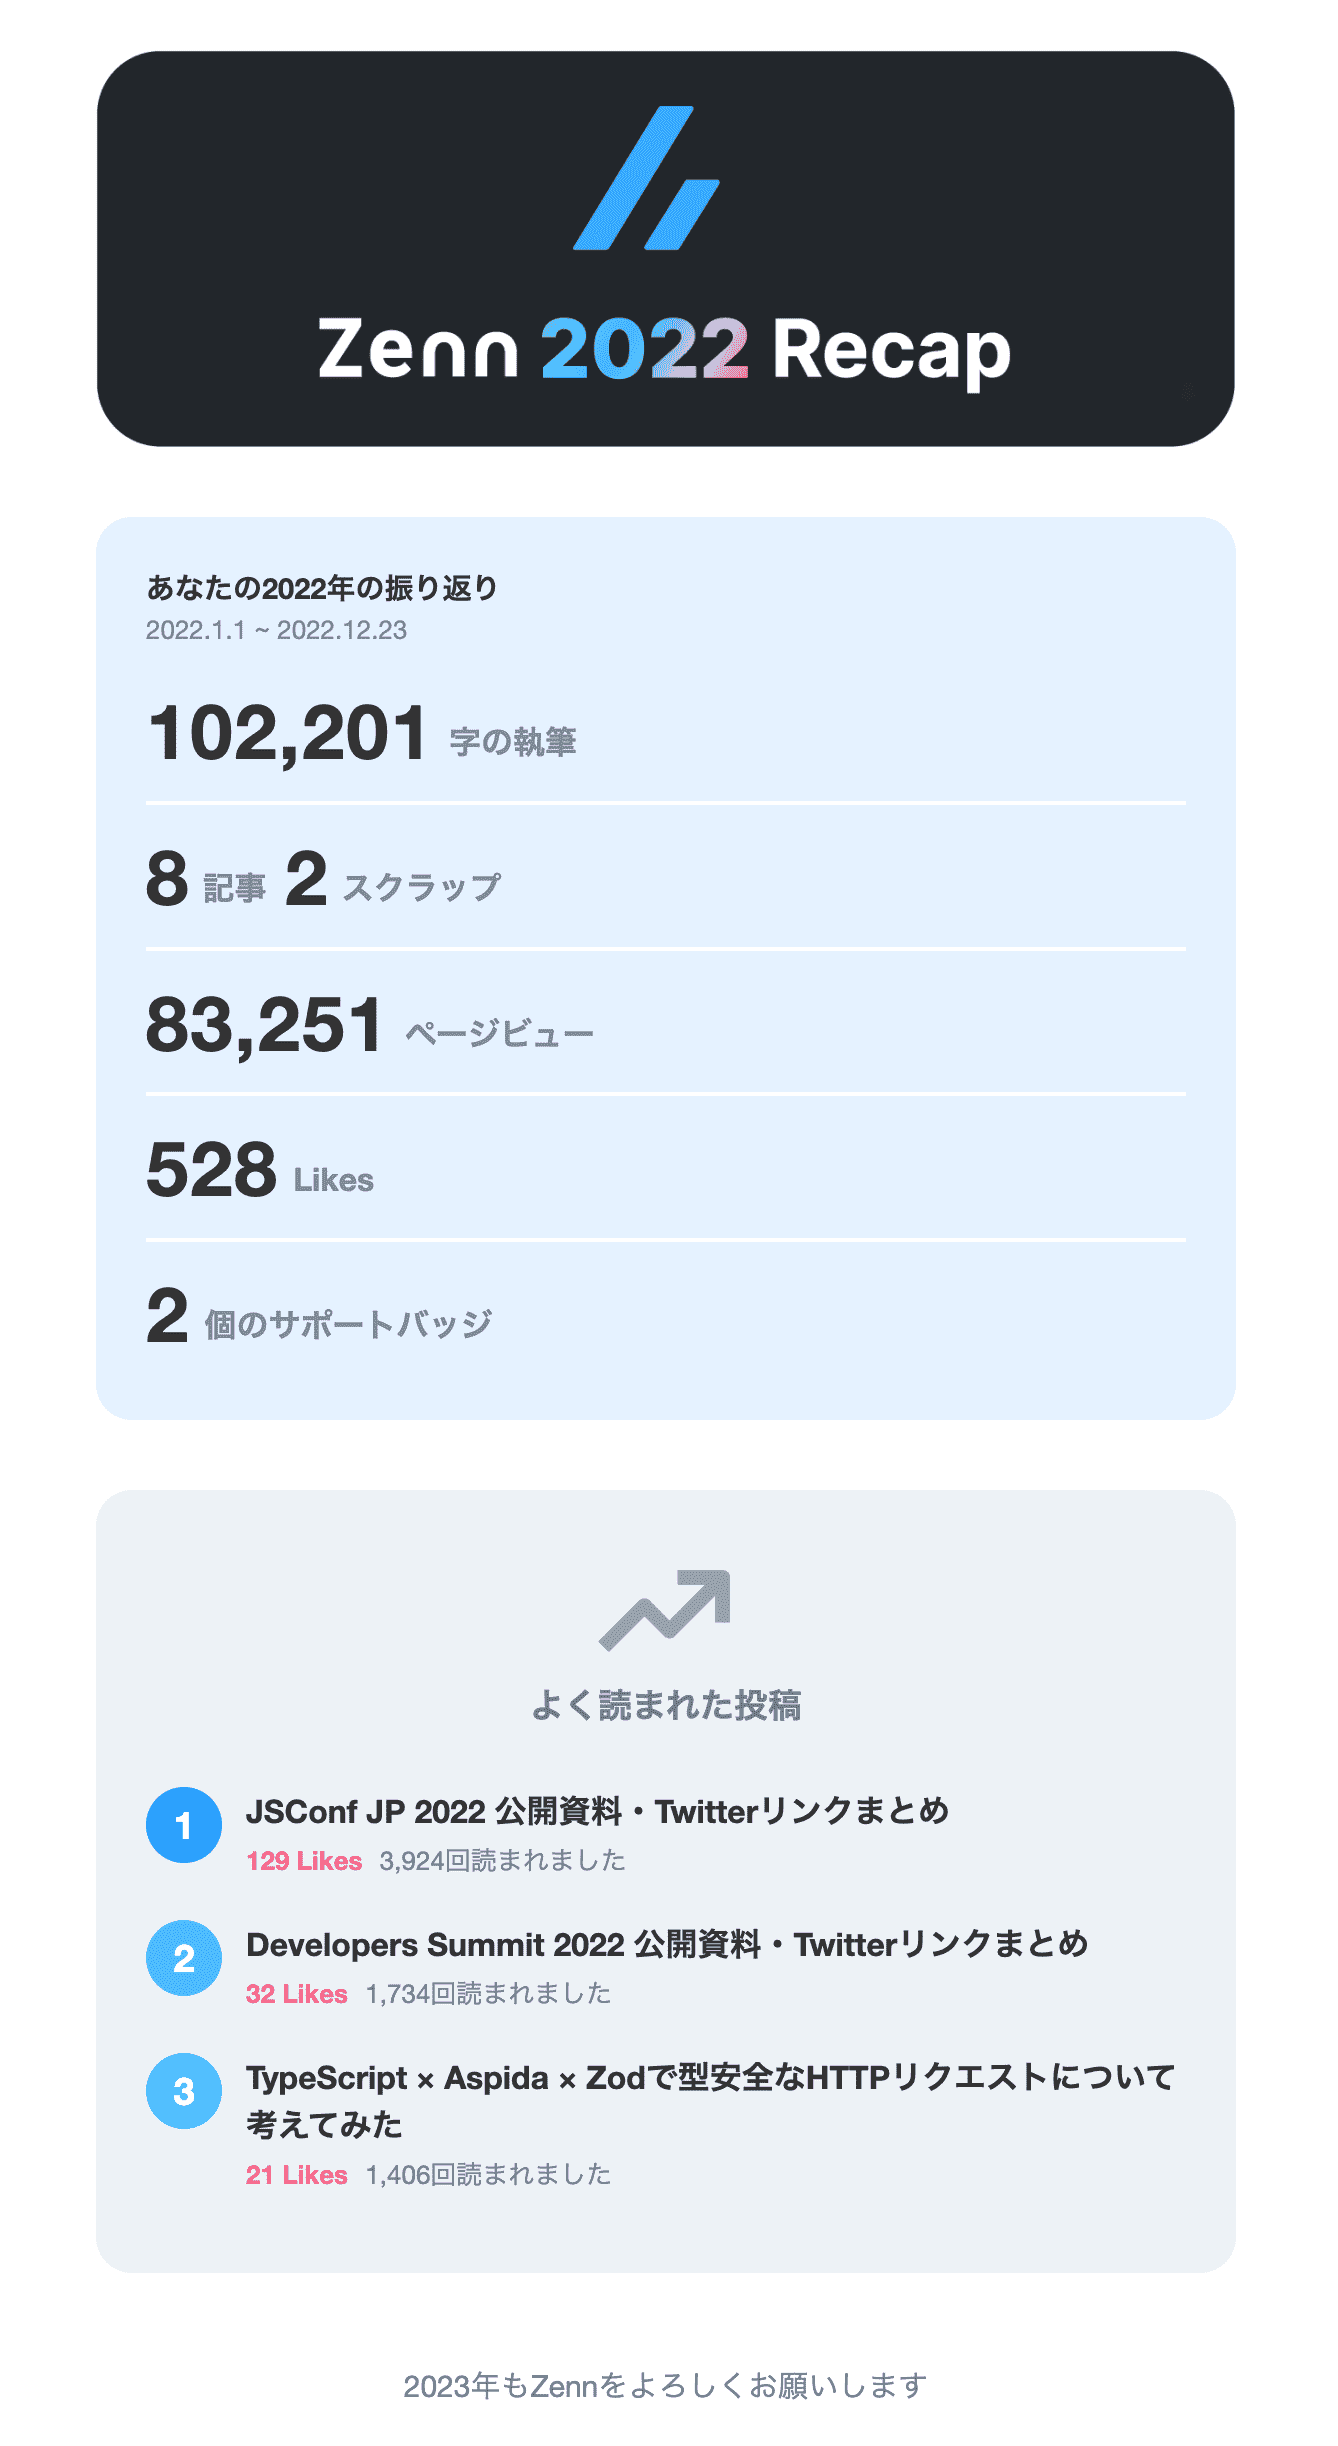 Zenn 2022 Recap
あなたの2022年の振り返り
2022.1.1 ~ 2022.12.23
102,201 字の執筆
8 記事 2 スクラップ
83,251 ページビュー
528 Likes
2 個のサポートバッジ
よく読まれた投稿
1 JSConf JP 2022 公開資料・Twitterリンクまとめ
129 Likes 3,924回読まれました
2 Developers Summit 2022 公開資料・Twitterリンクまとめ
32 Likes 1,734回読まれました
3 TypeScript × Aspida × Zodで型安全なHTTPリクエストについて
考えてみた
21 Likes 1,406回読まれました
2023年もZennをよろしくお願いします